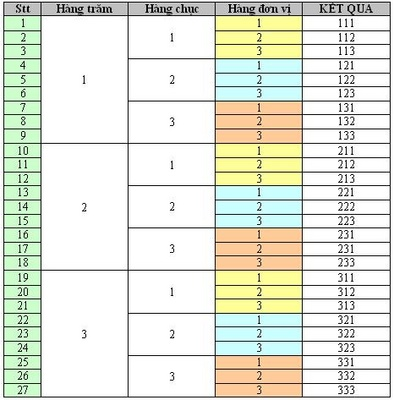 Stt Hàng trăm Hàng chục Hàng đơn vị KẾT QUA
1 1 111
2 1 2 112
3 3 113
4 1 121
5 1 2 2 122
6 3 123
7 1 131
8 3 2 132
9 3 133
10 1 211
11 1 2 212
12 3 213
13 1 221
14 2 2 2 222
15 3 223
16 1 231
17 3 2 231
18 3 233
19 1 311
20 1 2 312
21 3 313
22 1 321
23 3 2 2 322
24 3 323
25 1 331
26 3 2 332
27 3 333